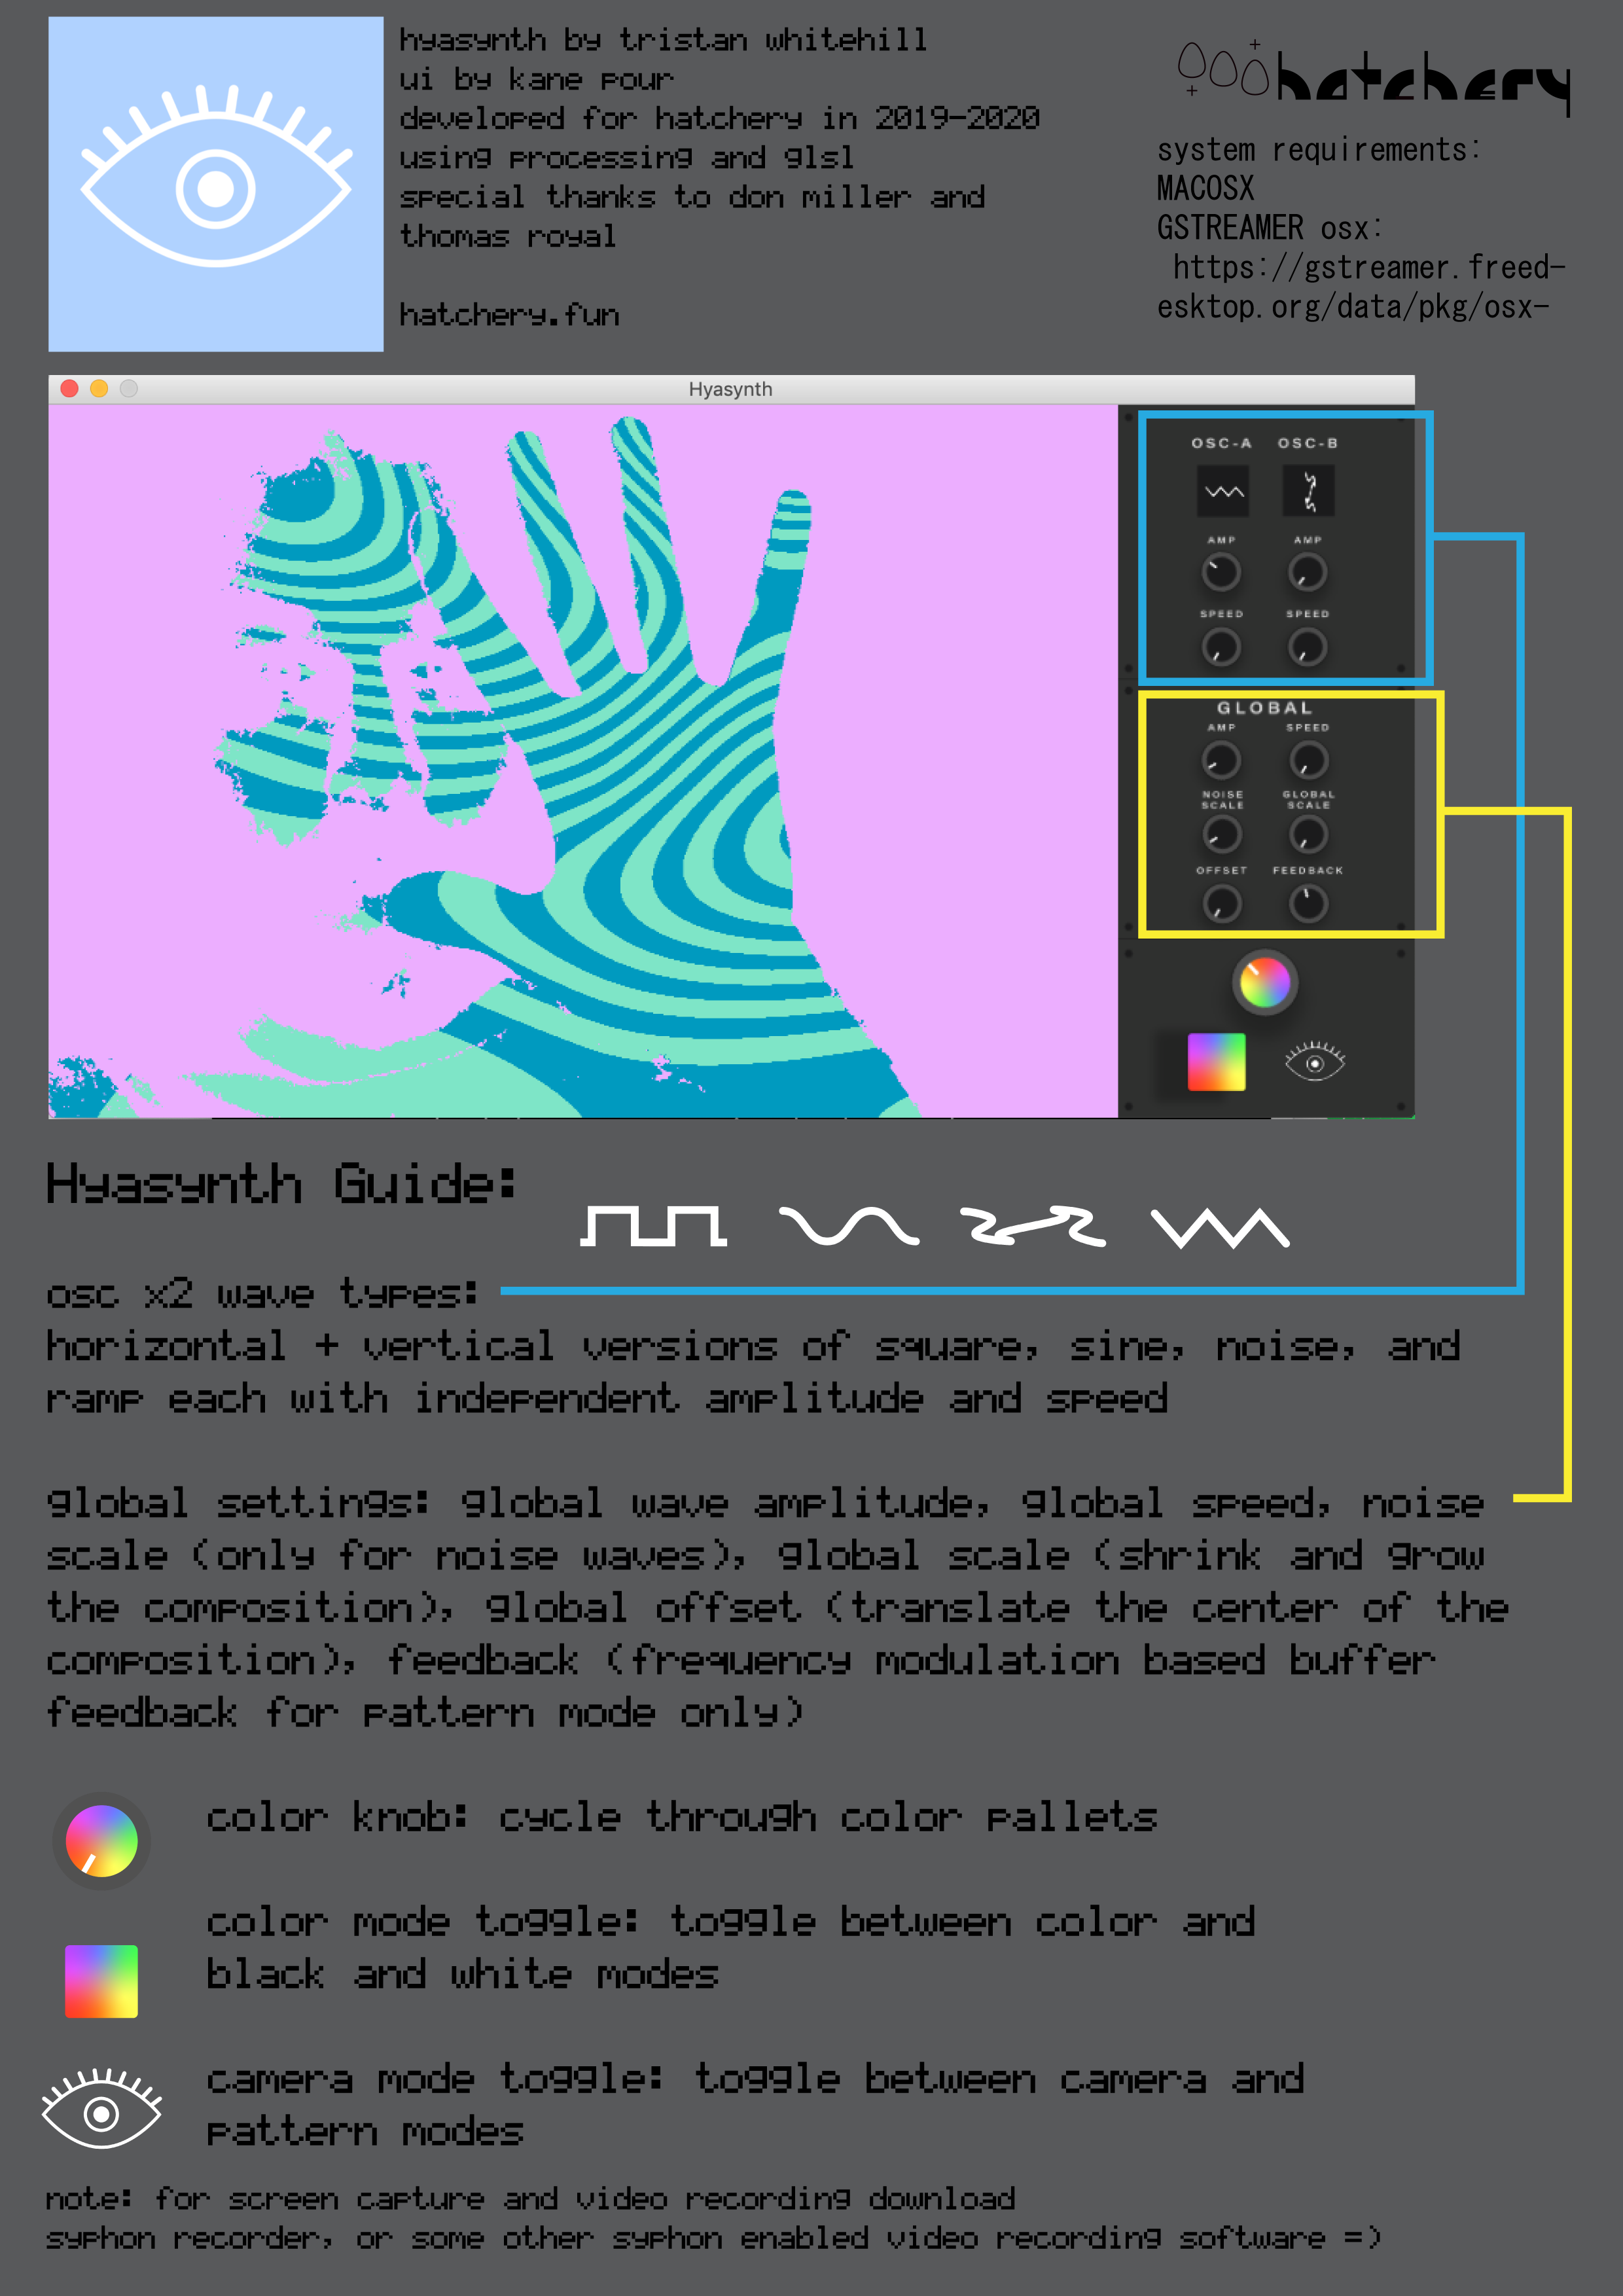 hyasynth by tristan whitehill
ui by kane pour
developed for hatchery in 2019-2020
using processing and glsl
special thanks to don miller and
thomas royal
hatchery.fun
hatchery
system requirements:
MACOSX
GSTREAMER osx:
https://gstreamer.freed-
esktop.org/data/pkg/osx-
Hyasynth
OSC-A OSC-B
AMP AMP
SPEED SPEED
GLOBAL
AMP SPEED
NOISE SCALE GLOBAL SCALE
OFFSET FEEDBACK
Hyasynth Guide:
osc x2 wave types:
horizontal + vertical versions of square, sine, noise, and
ramp each with independent amplitude and speed
global settings: global wave amplitude, global speed, noise
scale (only for noise waves), global scale (shrink and grow
the composition), global offset (translate the center of the
composition), feedback (frequency modulation based buffer
feedback for pattern mode only)
color knob: cycle through color pallets
color mode toggle: toggle between color and
black and white modes
camera mode toggle: toggle between camera and
pattern modes
note: for screen capture and video recording download
syphon recorder, or some other syphon enabled video recording software =)